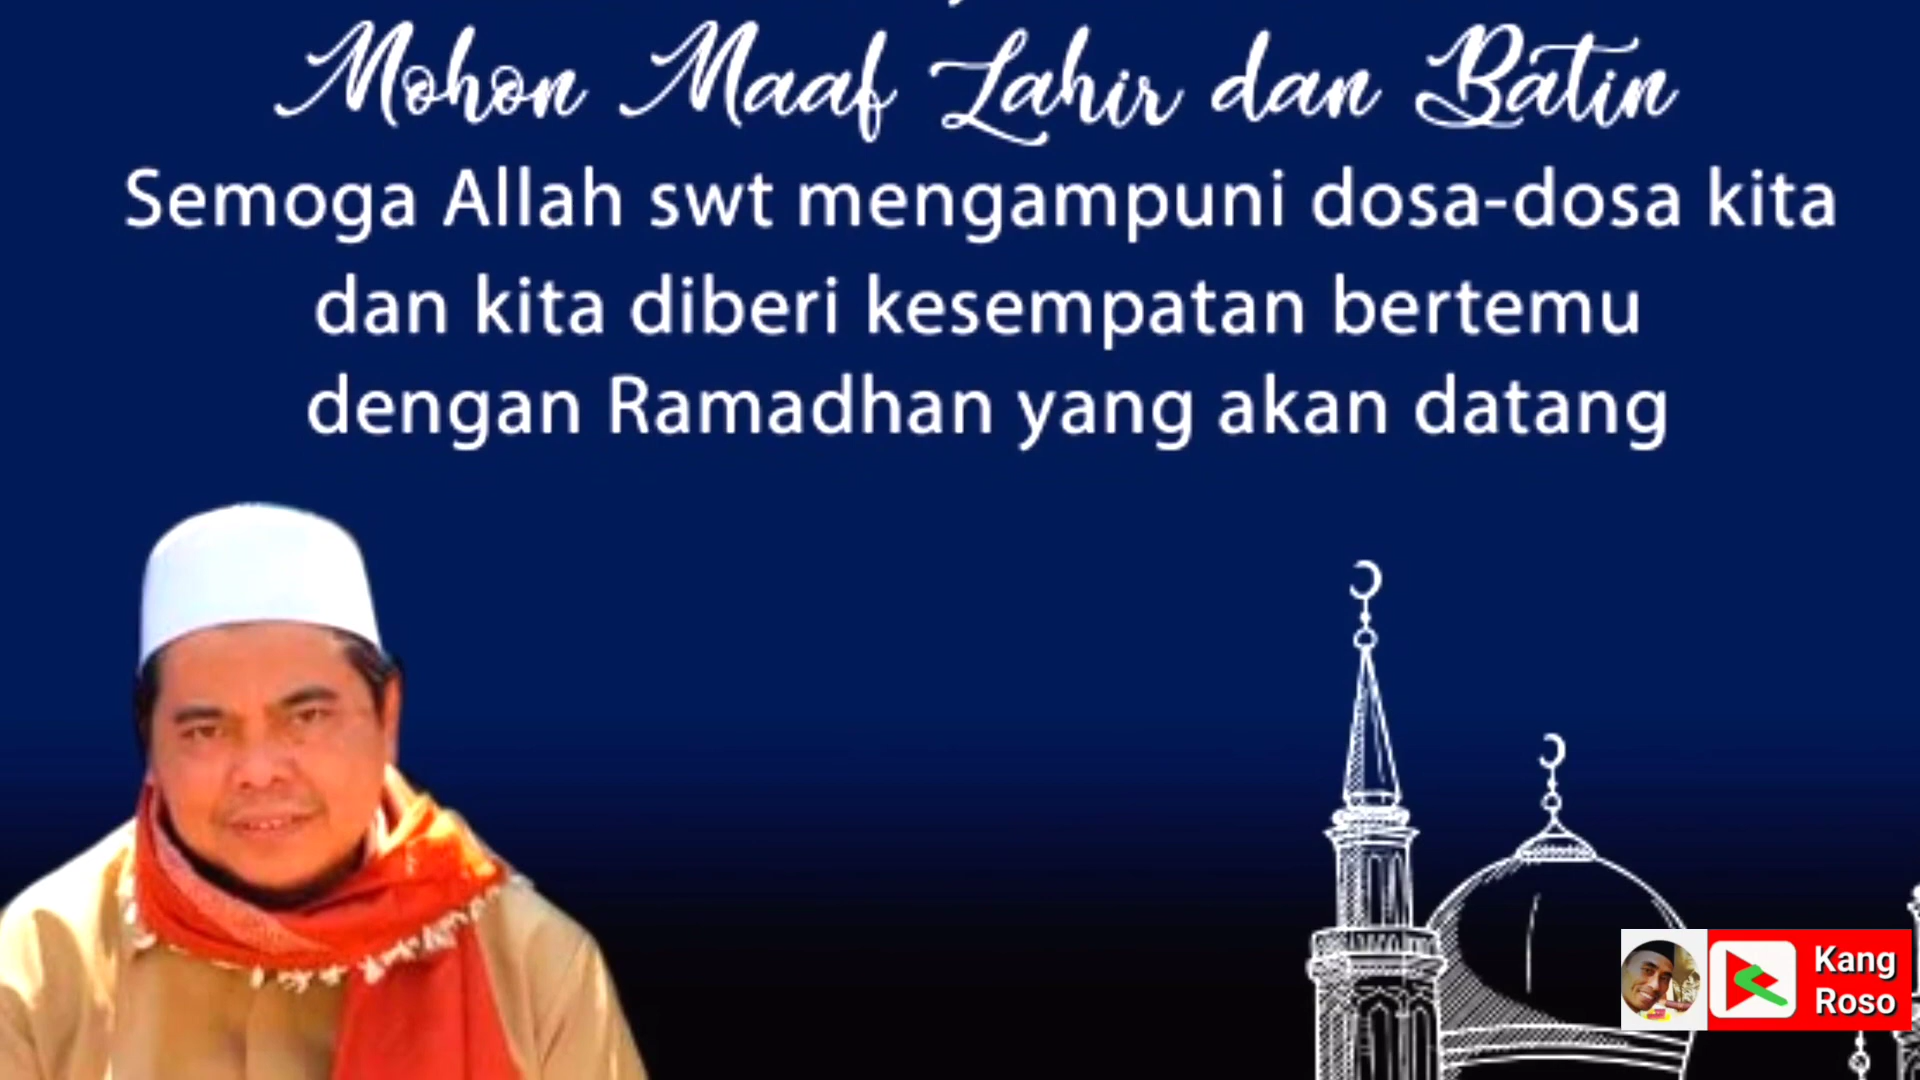 Mohon Maaf Lahir dan Batin
Semoga Allah swt mengampuni dosa-dosa kita
dan kita diberi kesempatan bertemu
dengan Ramadhan yang akan datang
Kang
Roso